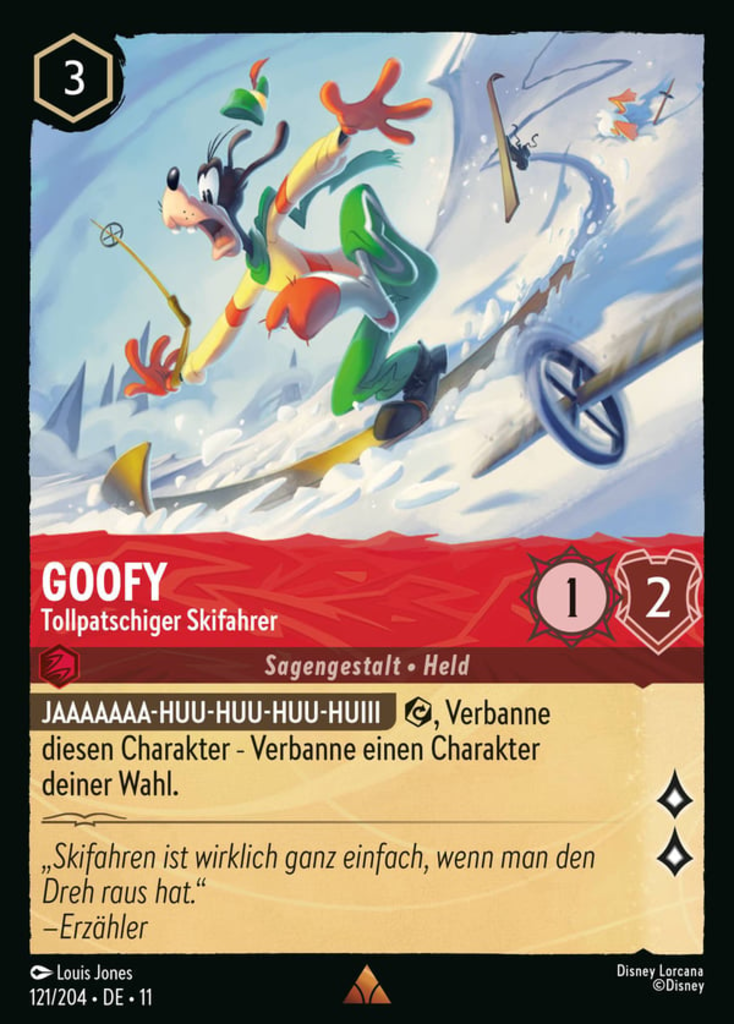 3
GOOFY
Tollpatschiger Skifahrer
1
2
Sagengestalt • Held
JAAAAAAA-HUU-HUU-HUU-HUIII , Verbanne
diesen Charakter - Verbanne einen Charakter
deiner Wahl.
„Skifahren ist wirklich ganz einfach, wenn man den
Dreh raus hat.“
–Erzähler
Louis Jones
121/204 • DE • 11
Disney Lorcana
©Disney